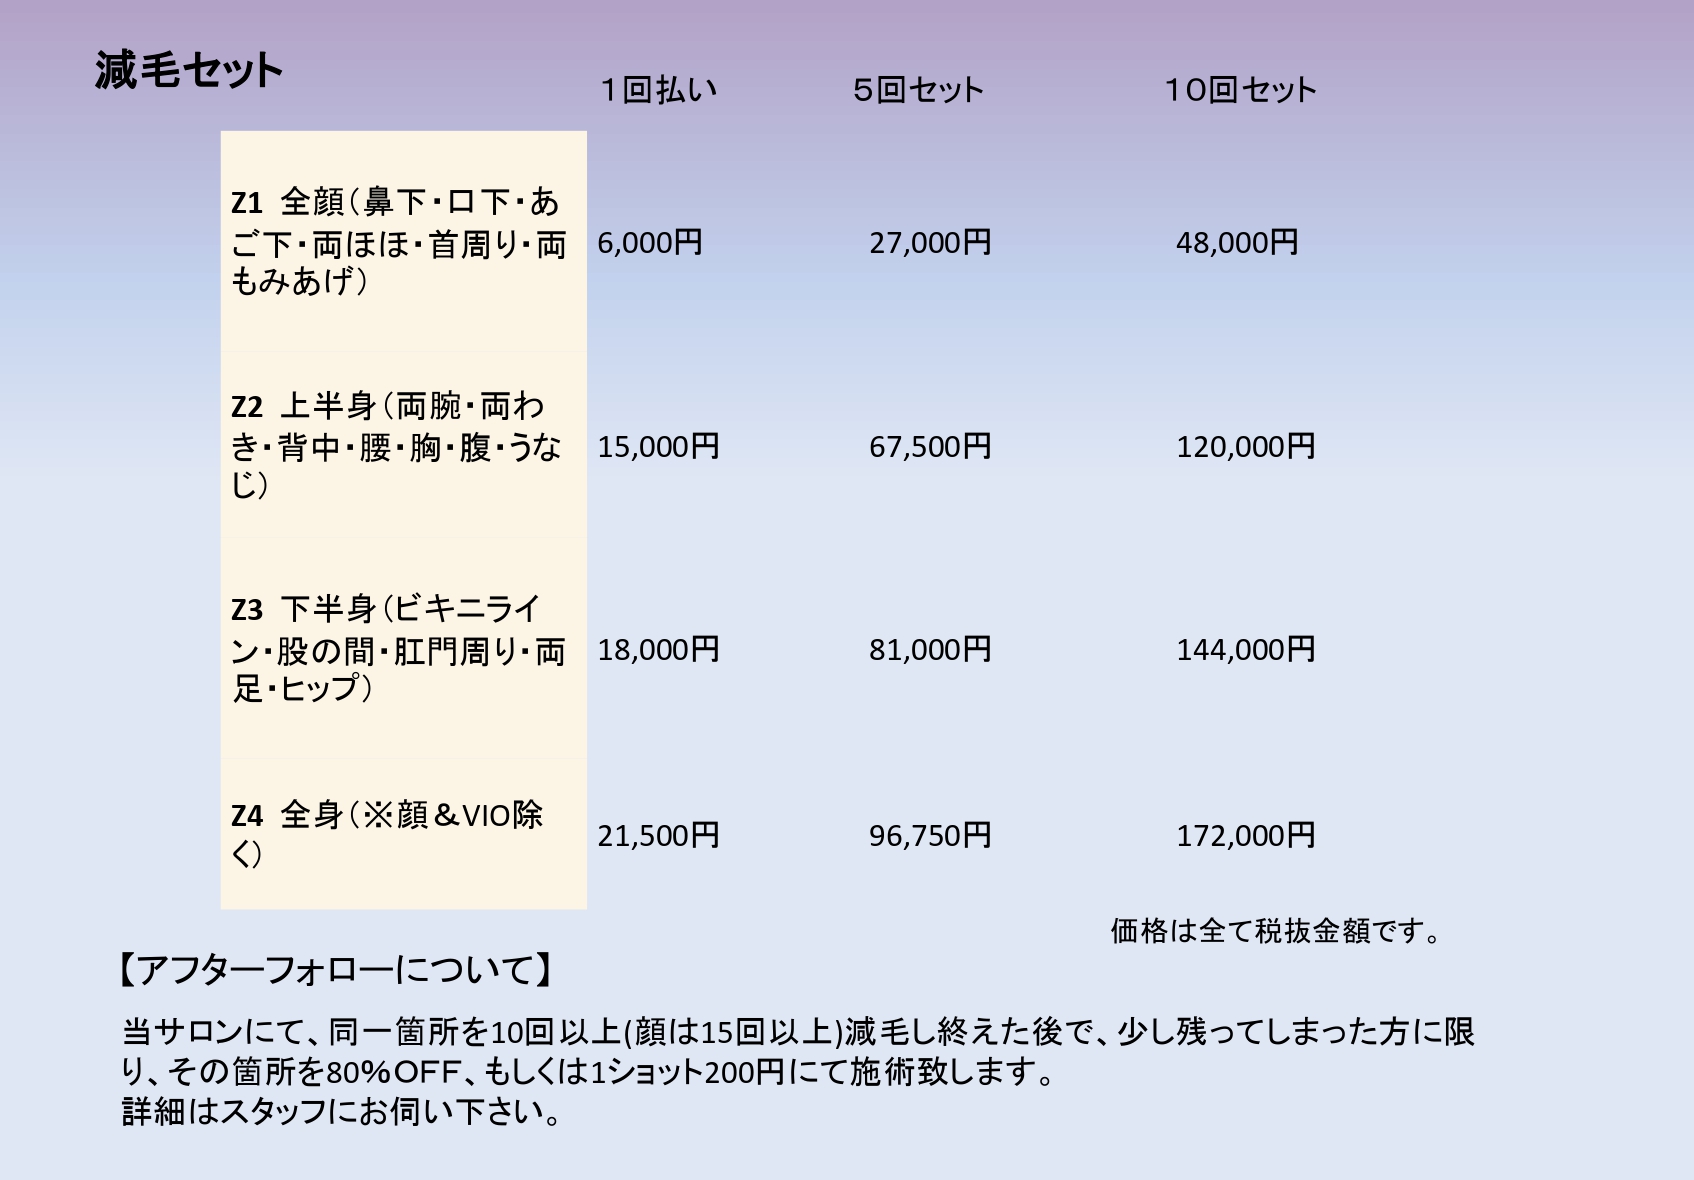 減毛セット
１回払い ５回セット １０回セット
Z1 全顔（鼻下・口下・あ
ご下・両ほほ・首周り・両
もみあげ）
6,000円 27,000円 48,000円
Z2 上半身（両腕・両わ
き・背中・腰・胸・腹・うな
じ）
15,000円 67,500円 120,000円
Z3 下半身（ビキニライ
ン・股の間・肛門周り・両
足・ヒップ）
18,000円 81,000円 144,000円
Z4 全身（※顔＆VIO除
く）
21,500円 96,750円 172,000円
価格は全て税抜金額です。
【アフターフォローについて】
当サロンにて、同一箇所を10回以上(顔は15回以上)減毛し終えた後で、少し残ってしまった方に限
り、その箇所を80％ＯＦＦ、もしくは1ショット200円にて施術致します。
詳細はスタッフにお伺い下さい。